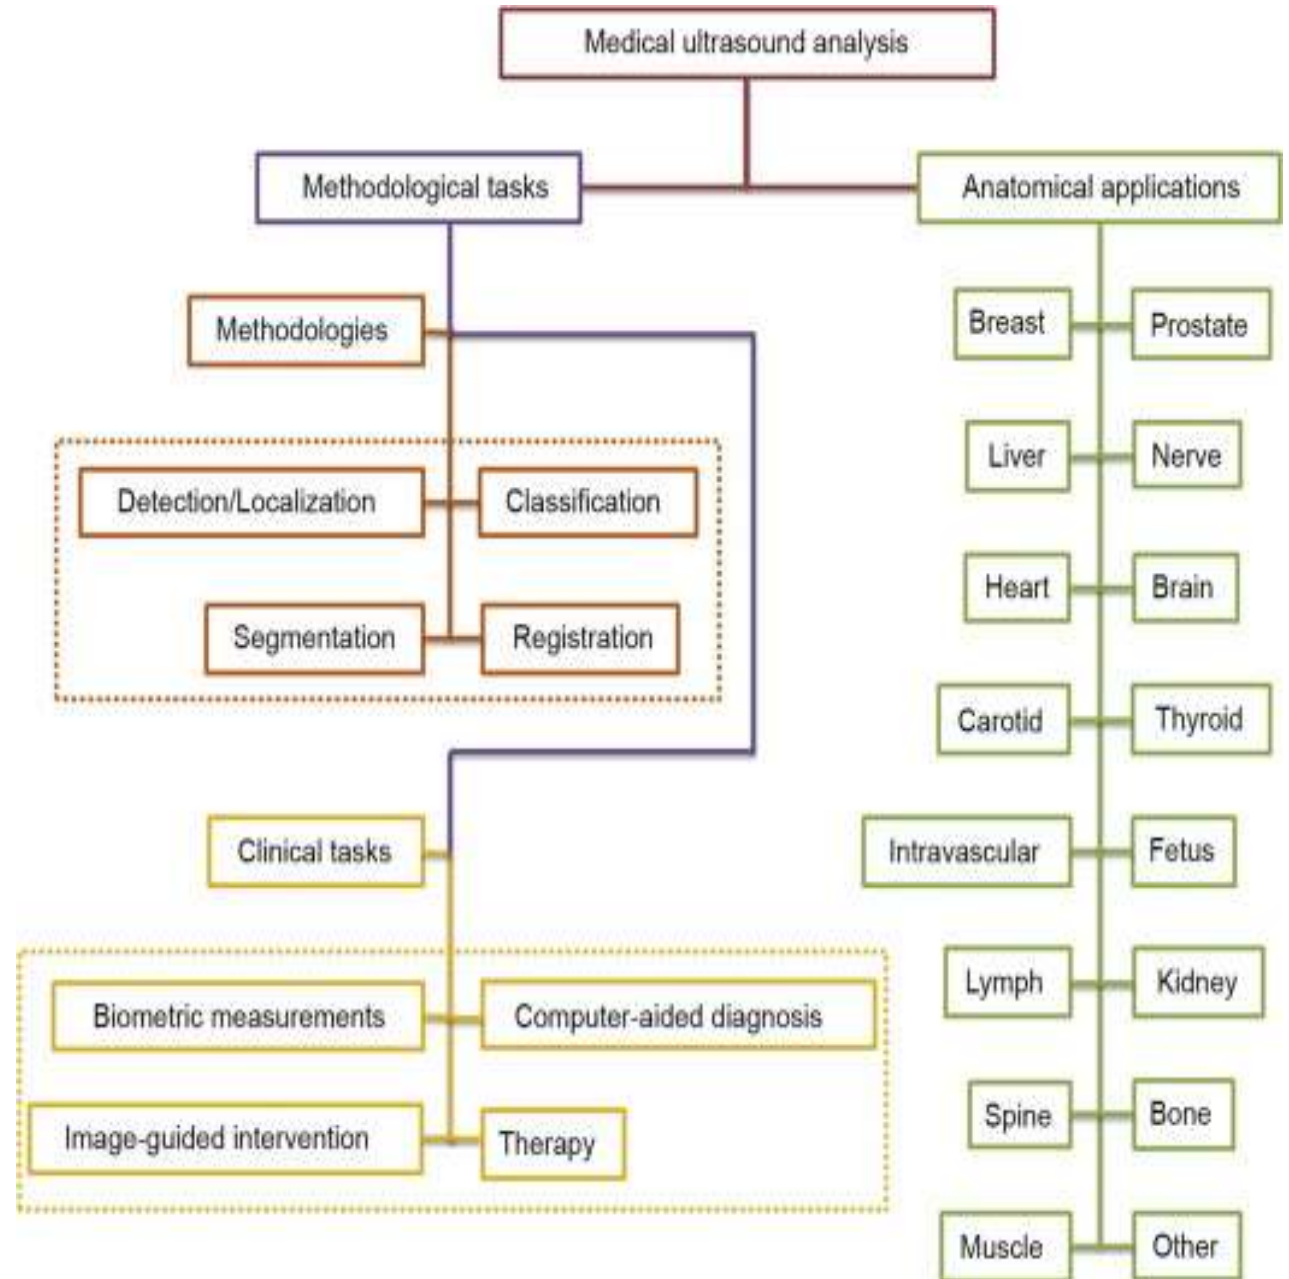 Medical ultrasound analysis
Methodological tasks
Anatomical applications
Methodologies
Detection/Localization
Classification
Segmentation
Registration
Clinical tasks
Biometric measurements
Computer-aided diagnosis
Image-guided intervention
Therapy
Breast
Prostate
Liver
Nerve
Heart
Brain
Carotid
Thyroid
Intravascular
Fetus
Lymph
Kidney
Spine
Bone
Muscle
Other